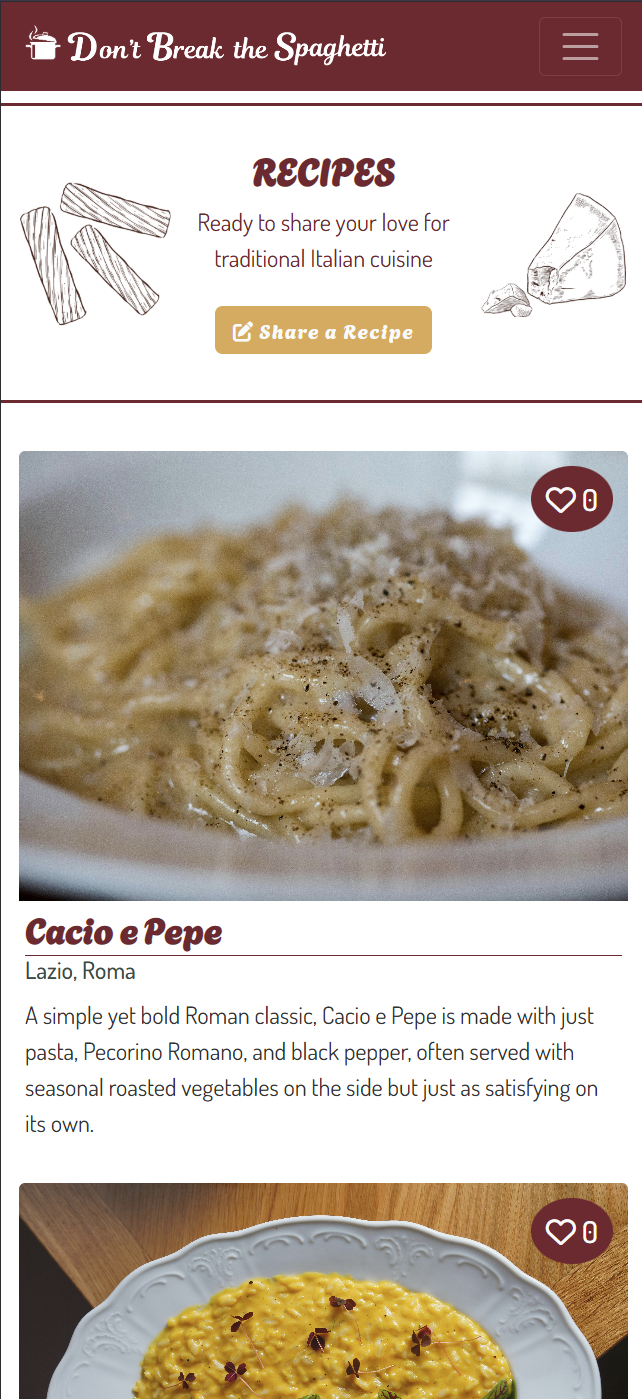 Don't Break the Spaghetti
RECIPES
Ready to share your love for
traditional Italian cuisine
Share a Recipe
0
Cacio e Pepe
Lazio, Roma
A simple yet bold Roman classic, Cacio e Pepe is made with just
pasta, Pecorino Romano, and black pepper, often served with
seasonal roasted vegetables on the side but just as satisfying on
its own.
0